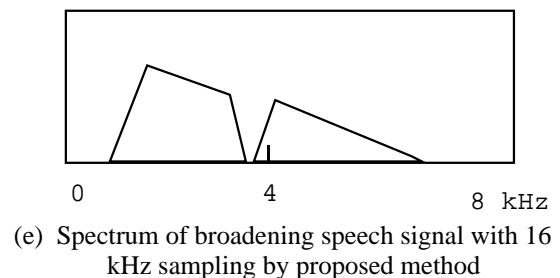 0 4 8 kHz
(e) Spectrum of broadening speech signal with 16
kHz sampling by proposed method